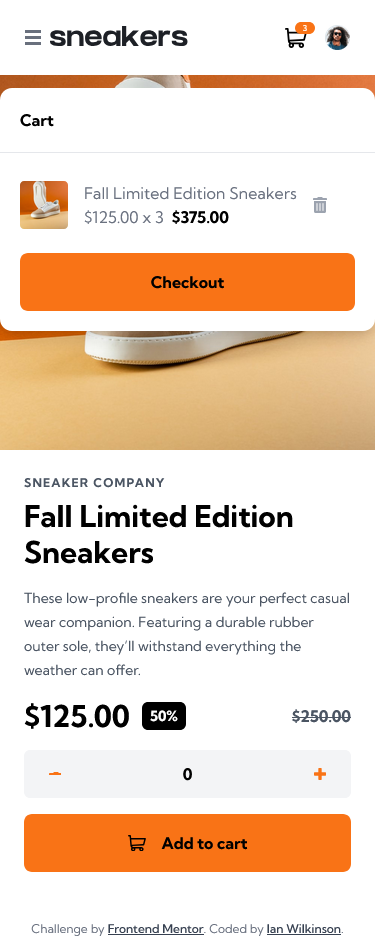 sneakers
3
Cart
Fall Limited Edition Sneakers
$125.00 x 3 $375.00
Checkout
SNEAKER COMPANY
Fall Limited Edition
Sneakers
These low-profile sneakers are your perfect casual
wear companion. Featuring a durable rubber
outer sole, they’ll withstand everything the
weather can offer.
$125.00 50% $250.00
0
Add to cart
Challenge by Frontend Mentor. Coded by Ian Wilkinson.